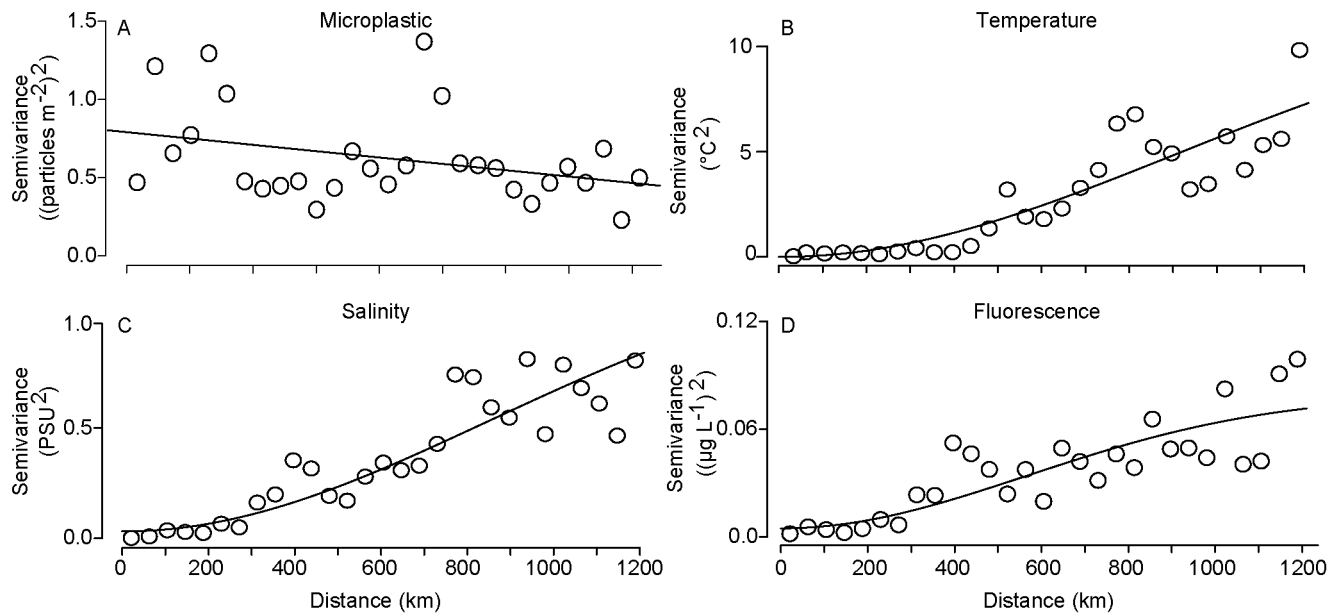 A Microplastic
1.5
1.0
0.5
0.0
Semivariance
((particles m⁻²)²
B Temperature
10
5
0
Semivariance
(°C²)
C Salinity
1.0
0.5
0.0
Semivariance
(PSU²)
0 200 400 600 800 1000 1200
Distance (km)
D Fluorescence
0.12
0.06
0.0
Semivariance
((µg L⁻¹)²)
0 200 400 600 800 1000 1200
Distance (km)